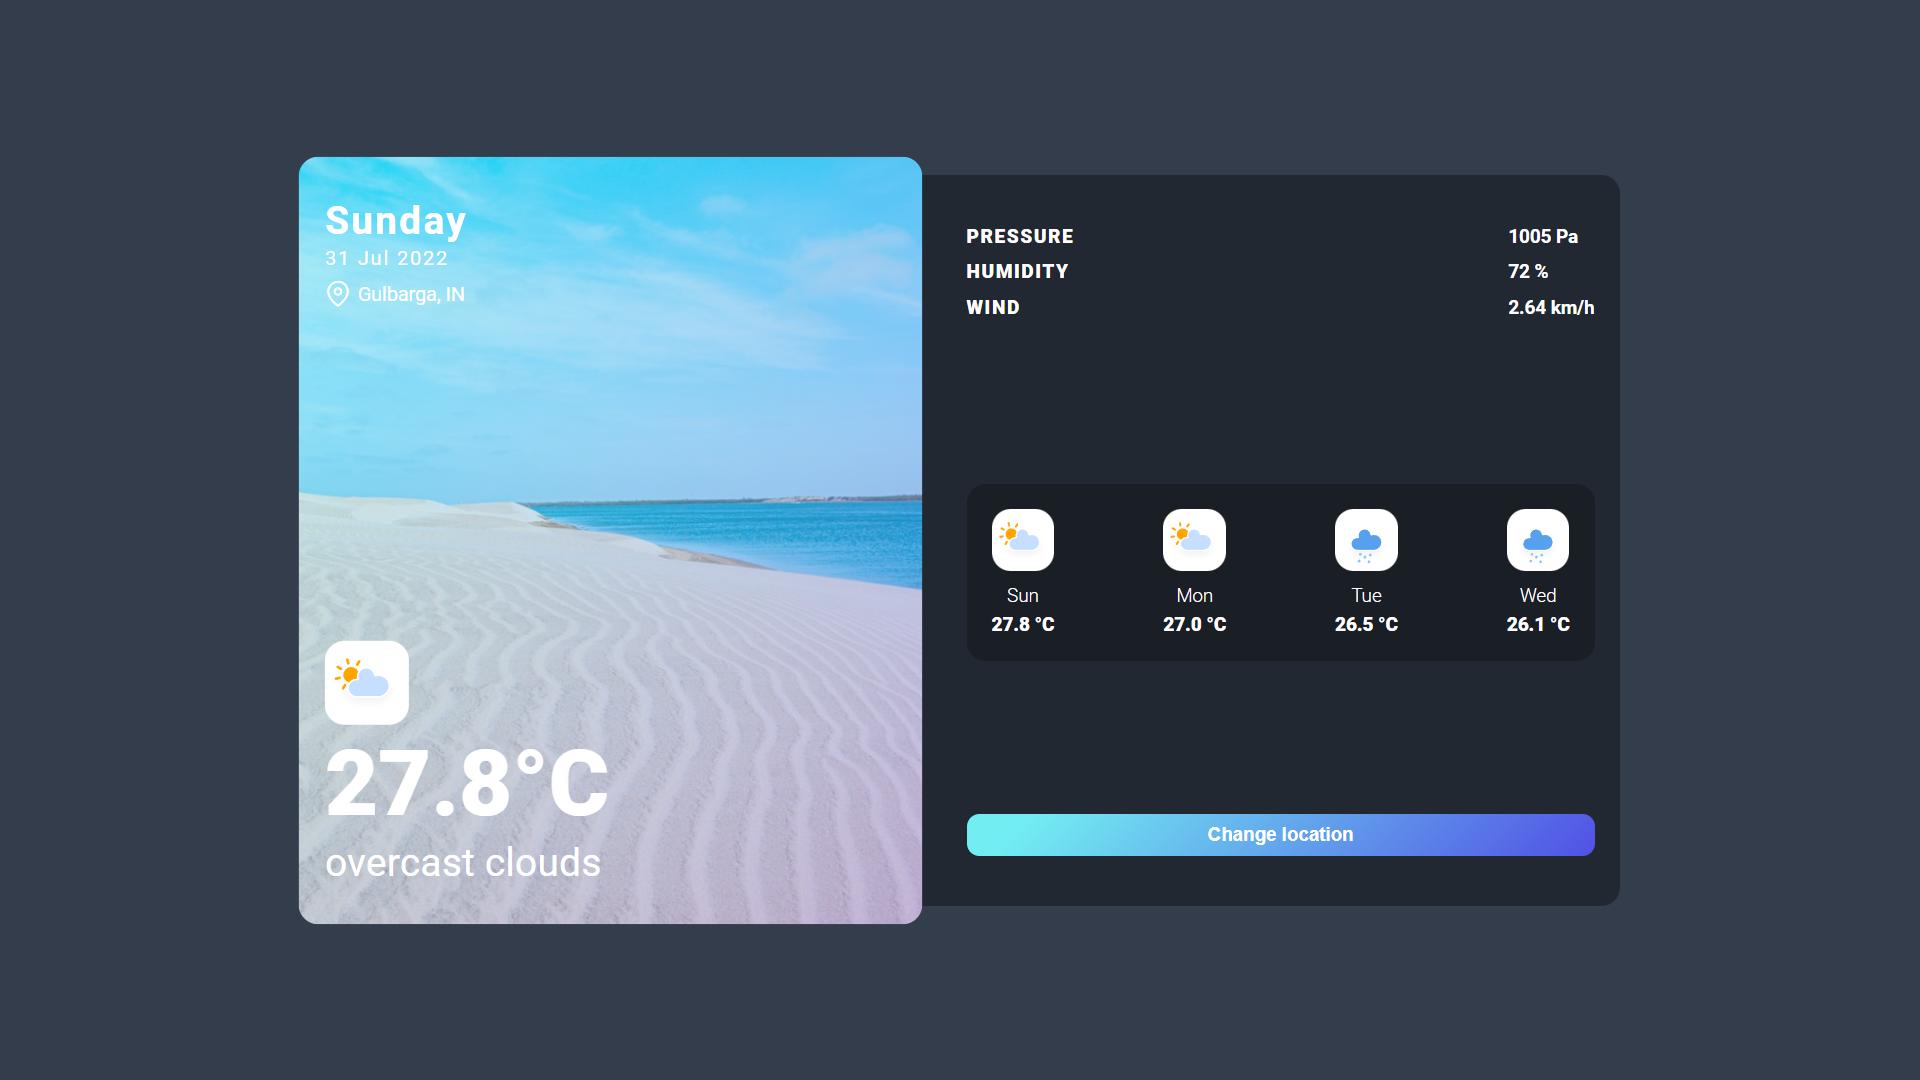 Sunday
31 Jul 2022
Gulbarga, IN
27.8°C
overcast clouds
PRESSURE 1005 Pa
HUMIDITY 72 %
WIND 2.64 km/h
Sun Mon Tue Wed
27.8 °C 27.0 °C 26.5 °C 26.1 °C
Change location